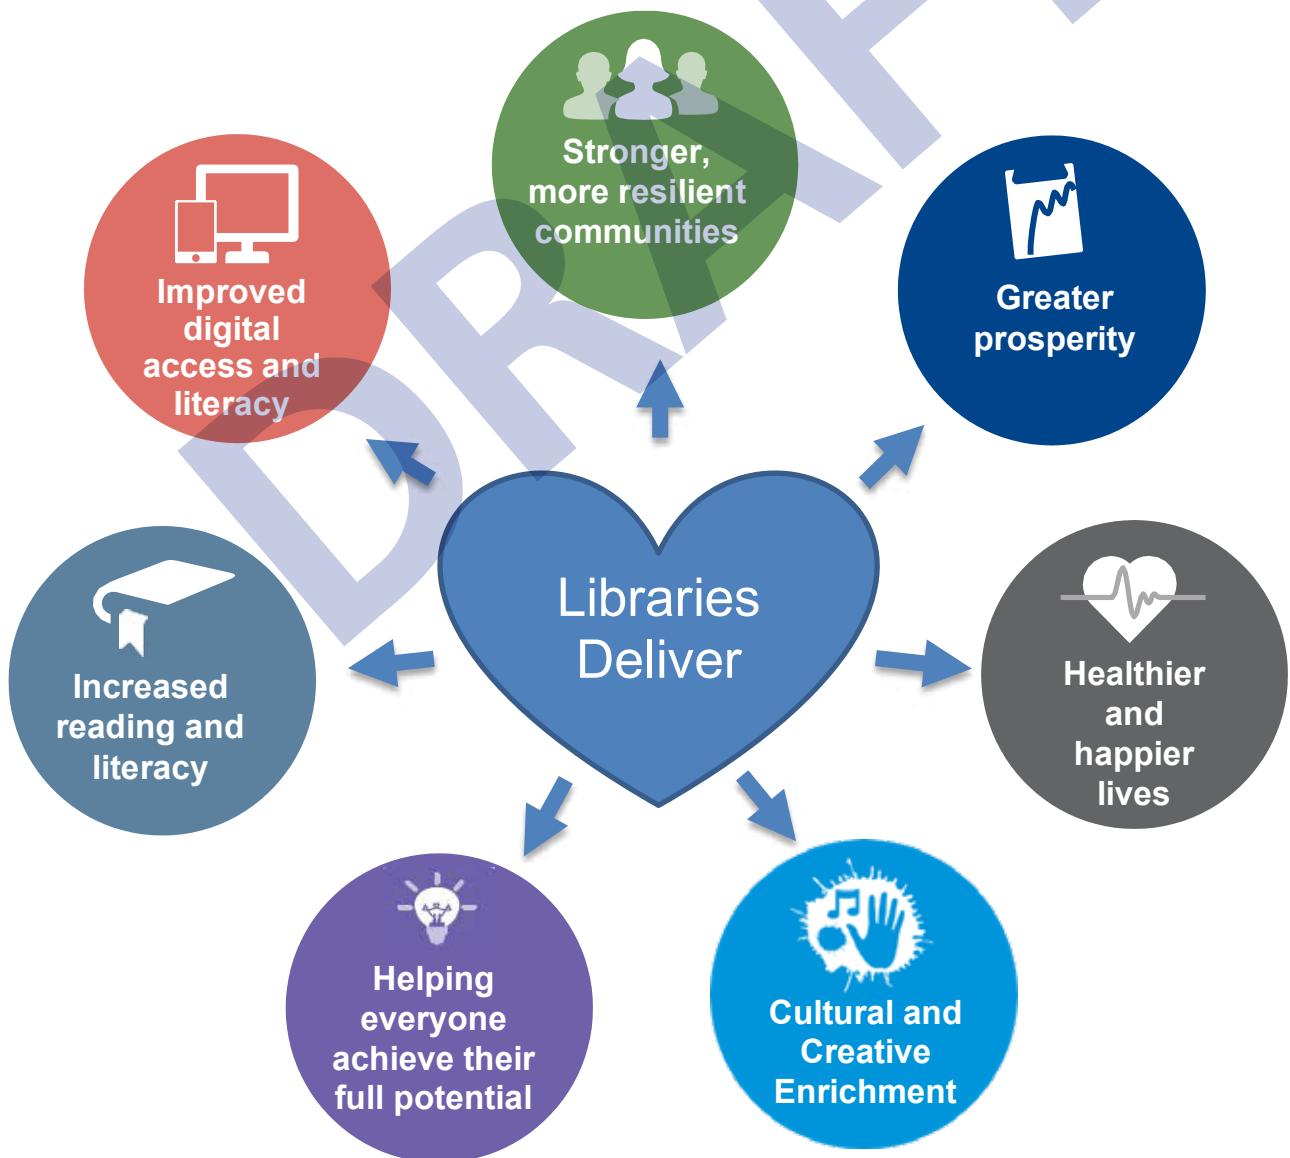 Stronger,
more resilient
communities
Greater
prosperity
Healthier
and
happier
lives
Cultural and
Creative
Enrichment
Helping
everyone
achieve their
full potential
Increased
reading and
literacy
Improved
digital
access and
literacy
Libraries
Deliver
DRAF